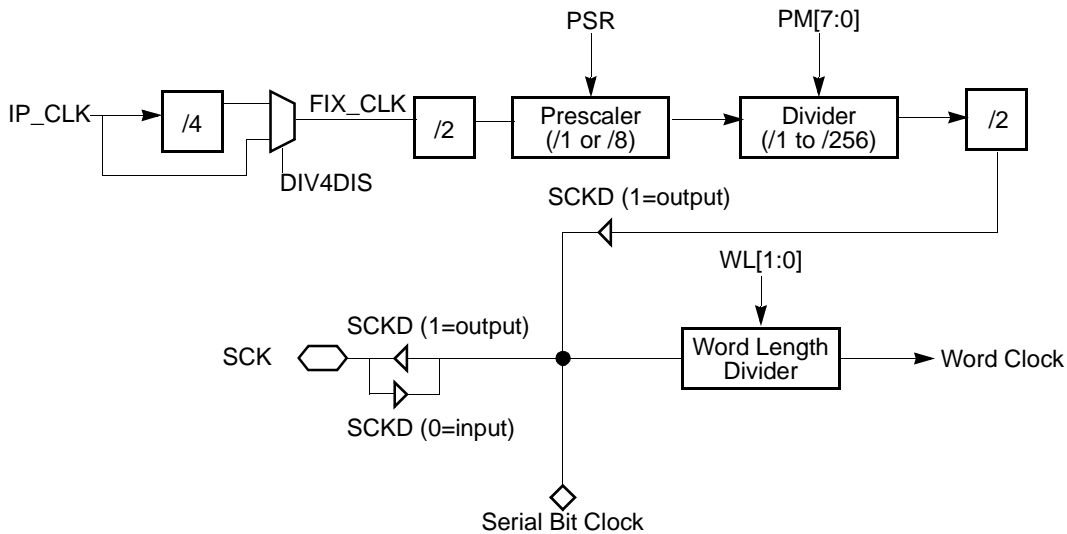 PSR
PM[7:0]
IP_CLK
/4
FIX_CLK
/2
Prescaler
(/1 or /8)
Divider
(/1 to /256)
/2
DIV4DIS
SCKD (1=output)
WL[1:0]
SCKD (1=output)
SCK
Word Length
Divider
Word Clock
SCKD (0=input)
Serial Bit Clock